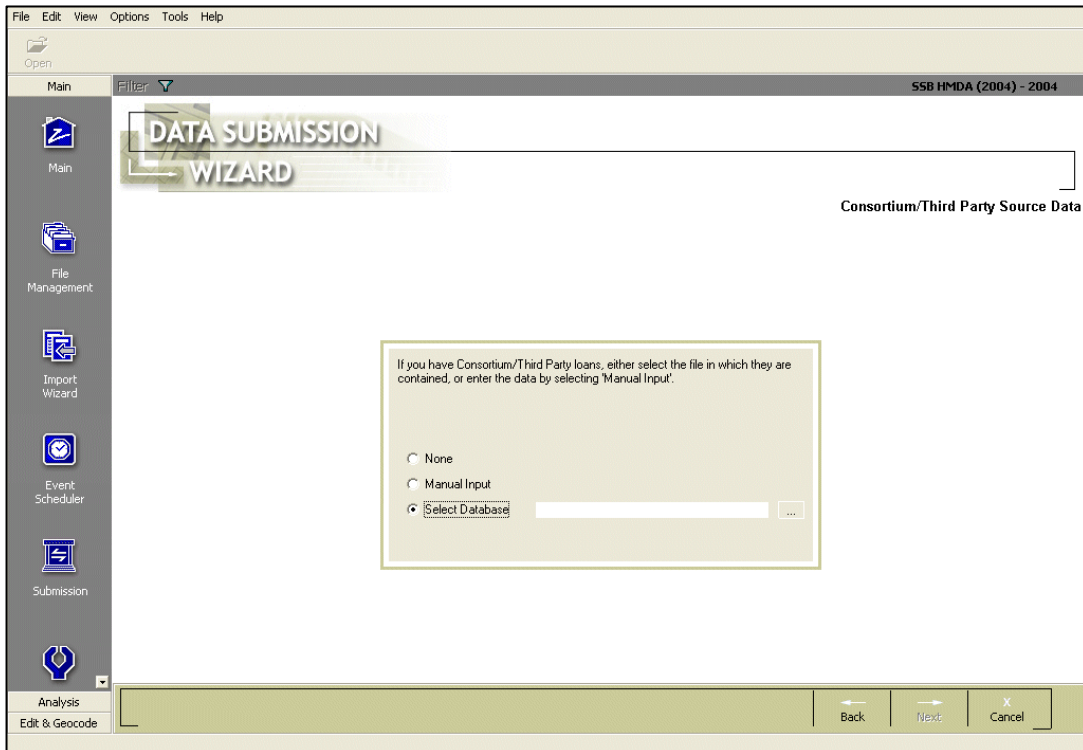 File Edit View Options Tools Help
Open
Main
Filter
SSB HMDA (2004) - 2004
DATA SUBMISSION
WIZARD
Consortium/Third Party Source Data
Main
File
Management
Import
Wizard
Event
Scheduler
Submission
If you have Consortium/Third Party loans, either select the file in which they are
contained, or enter the data by selecting 'Manual Input'.
None
Manual Input
Select Database
...
Analysis
Edit & Geocode
Back
Next
X
Cancel